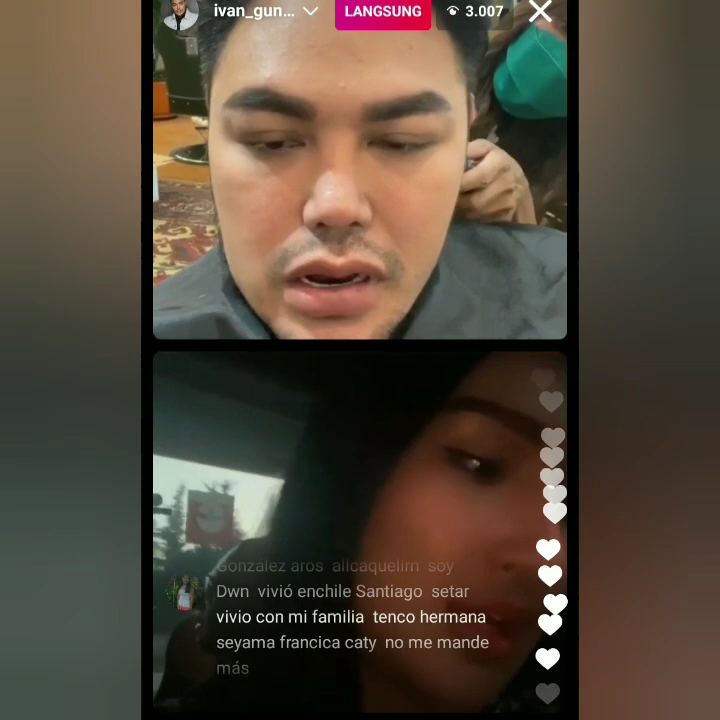 ivan_gun...
LANGSUNG
3.007
Gonzalez aros allcaquelim soy
Dwn vivió enchile Santiago setar
vivio con mi familia tenco hermana
seyama francica caty no me mande
más